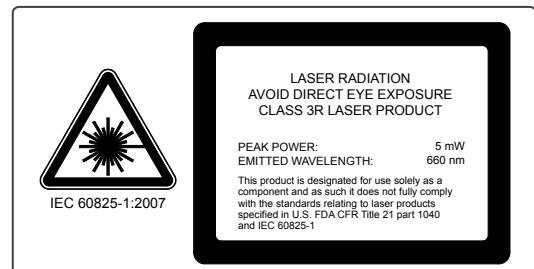 LASER RADIATION
AVOID DIRECT EYE EXPOSURE
CLASS 3R LASER PRODUCT
PEAK POWER: 5 mW
EMITTED WAVELENGTH: 660 nm
This product is designated for use solely as a
component and as such it does not fully comply
with the standards relating to laser products
specified in U.S. FDA CFR Title 21 part 1040
and IEC 60825-1
IEC 60825-1:2007